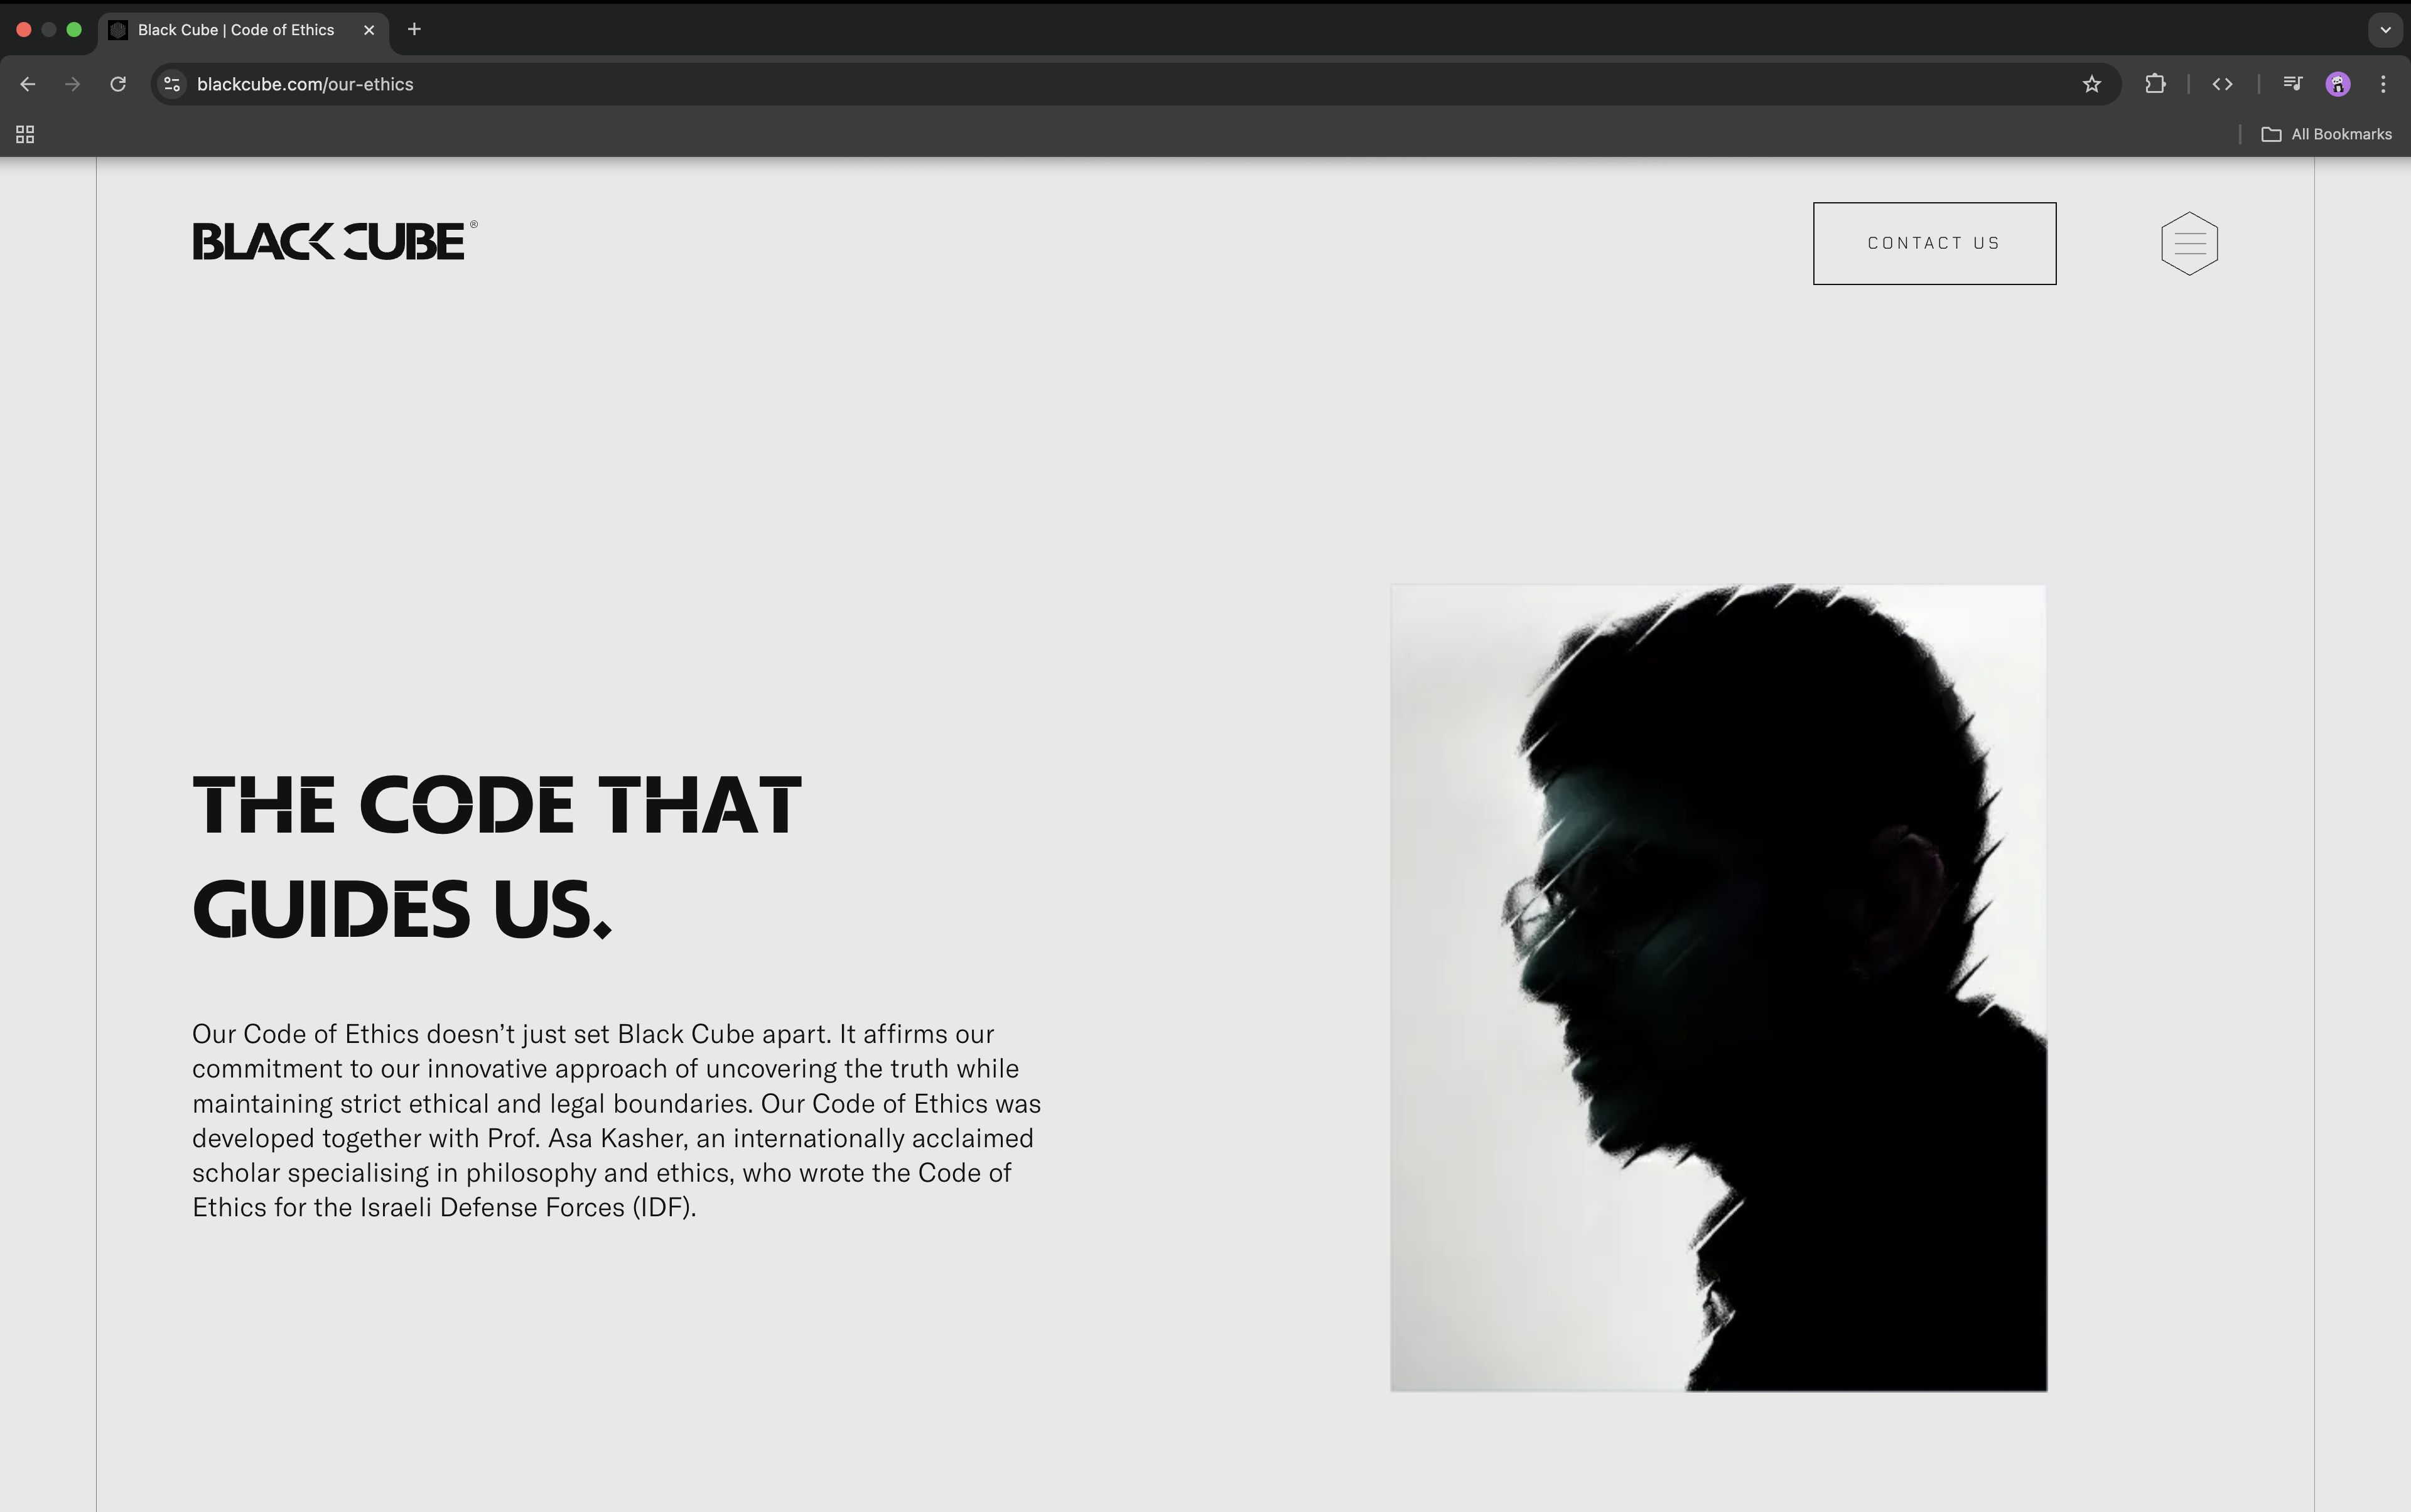 Black Cube | Code of Ethics
blackcube.com/our-ethics
All Bookmarks
BLACK CUBE®
CONTACT US
THE CODE THAT
GUIDES US.
Our Code of Ethics doesn’t just set Black Cube apart. It affirms our
commitment to our innovative approach of uncovering the truth while
maintaining strict ethical and legal boundaries. Our Code of Ethics was
developed together with Prof. Asa Kasher, an internationally acclaimed
scholar specialising in philosophy and ethics, who wrote the Code of
Ethics for the Israeli Defense Forces (IDF).